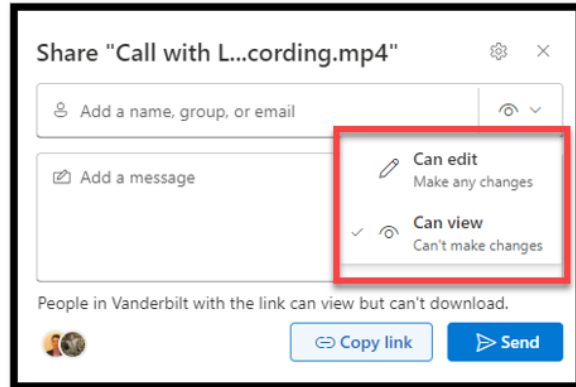 Share "Call with L...cording.mp4"
Add a name, group, or email
Can edit
Make any changes
Add a message
Can view
Can't make changes
People in Vanderbilt with the link can view but can't download.
Copy link
Send